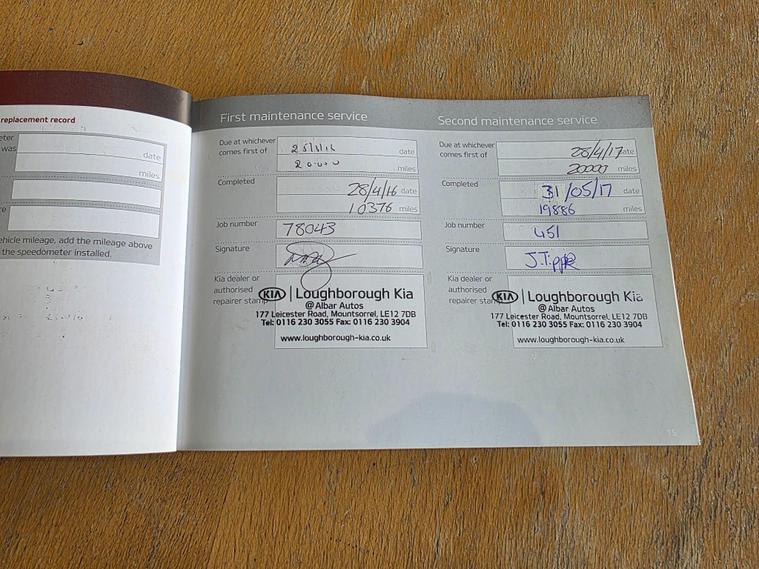 replacement record
eter
was
date
miles
re
vehicle mileage, add the mileage above
the speedometer installed.
First maintenance service
Due at whichever
comes first of
date
miles
Completed
28/4/16 date
10376 miles
Job number
78043
Signature
Kia dealer or
authorised
repairer stamp
KIA Loughborough Kia
@ Albar Autos
177 Leicester Road, Mountsorrel, LE12 7DB
Tel: 0116 230 3055 Fax: 0116 230 3904
www.loughborough-kia.co.uk
Second maintenance service
Due at whichever
comes first of
28/4/17 date
20000 miles
Completed
31/05/17 date
19886 miles
Job number
451
Signature
Kia dealer or
authorised
repairer stamp
KIA Loughborough Kia
@ Albar Autos
177 Leicester Road, Mountsorrel, LE12 7DB
Tel: 0116 230 3055 Fax: 0116 230 3904
www.loughborough-kia.co.uk
75